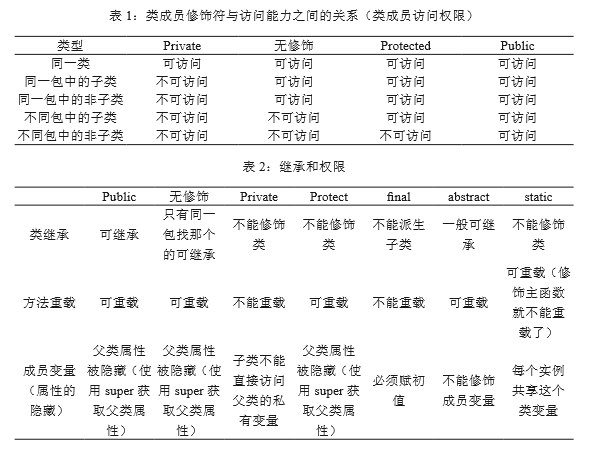 表 1：类成员修饰符与访问能力之间的关系（类成员访问权限）
类型 Private 无修饰 Protected Public
同一类 可访问 可访问 可访问 可访问
同一包中的子类 不可访问 可访问 可访问 可访问
同一包中的非子类 不可访问 可访问 可访问 可访问
不同包中的子类 不可访问 不可访问 可访问 可访问
不同包中的非子类 不可访问 不可访问 不可访问 可访问
表 2：继承和权限
Public 无修饰 Private Protect final abstract static
类继承 可继承 只有同一包找那个的可继承 不能修饰类 不能修饰类 不能派生子类 一般可继承 不能修饰类
方法重载 可重载 可重载 不能重载 可重载 不能重载 可重载 可重载（修饰主函数就不能重载了）
成员变量（属性的隐藏） 父类属性被隐藏（使用 super 获取父类属性） 父类属性被隐藏（使用 super 获取父类属性） 子类不能直接访问父类的私有变量 父类属性被隐藏（使用 super 获取父类属性） 必须赋初值 不能修饰成员变量 每个实例共享这个类变量